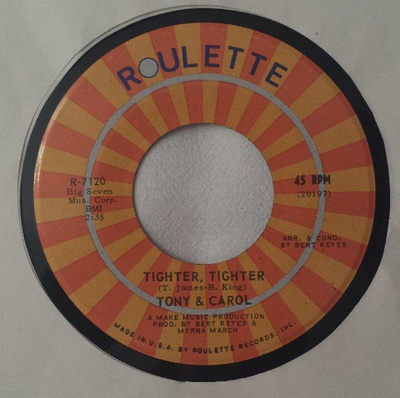 ROULETTE
R-7120
Big Seven
Mus. Corp.
BMI
2:35
45 RPM
(20197)
ARR. & COND.
BY BERT KEYES
TIGHTER, TIGHTER
(T. James-B. King)
TONY & CAROL
A MAKE MUSIC PRODUCTION
PROD. BY BERT KEYES &
MYRNA MARCH
MADE IN U.S.A. BY ROULETTE RECORDS, INC.